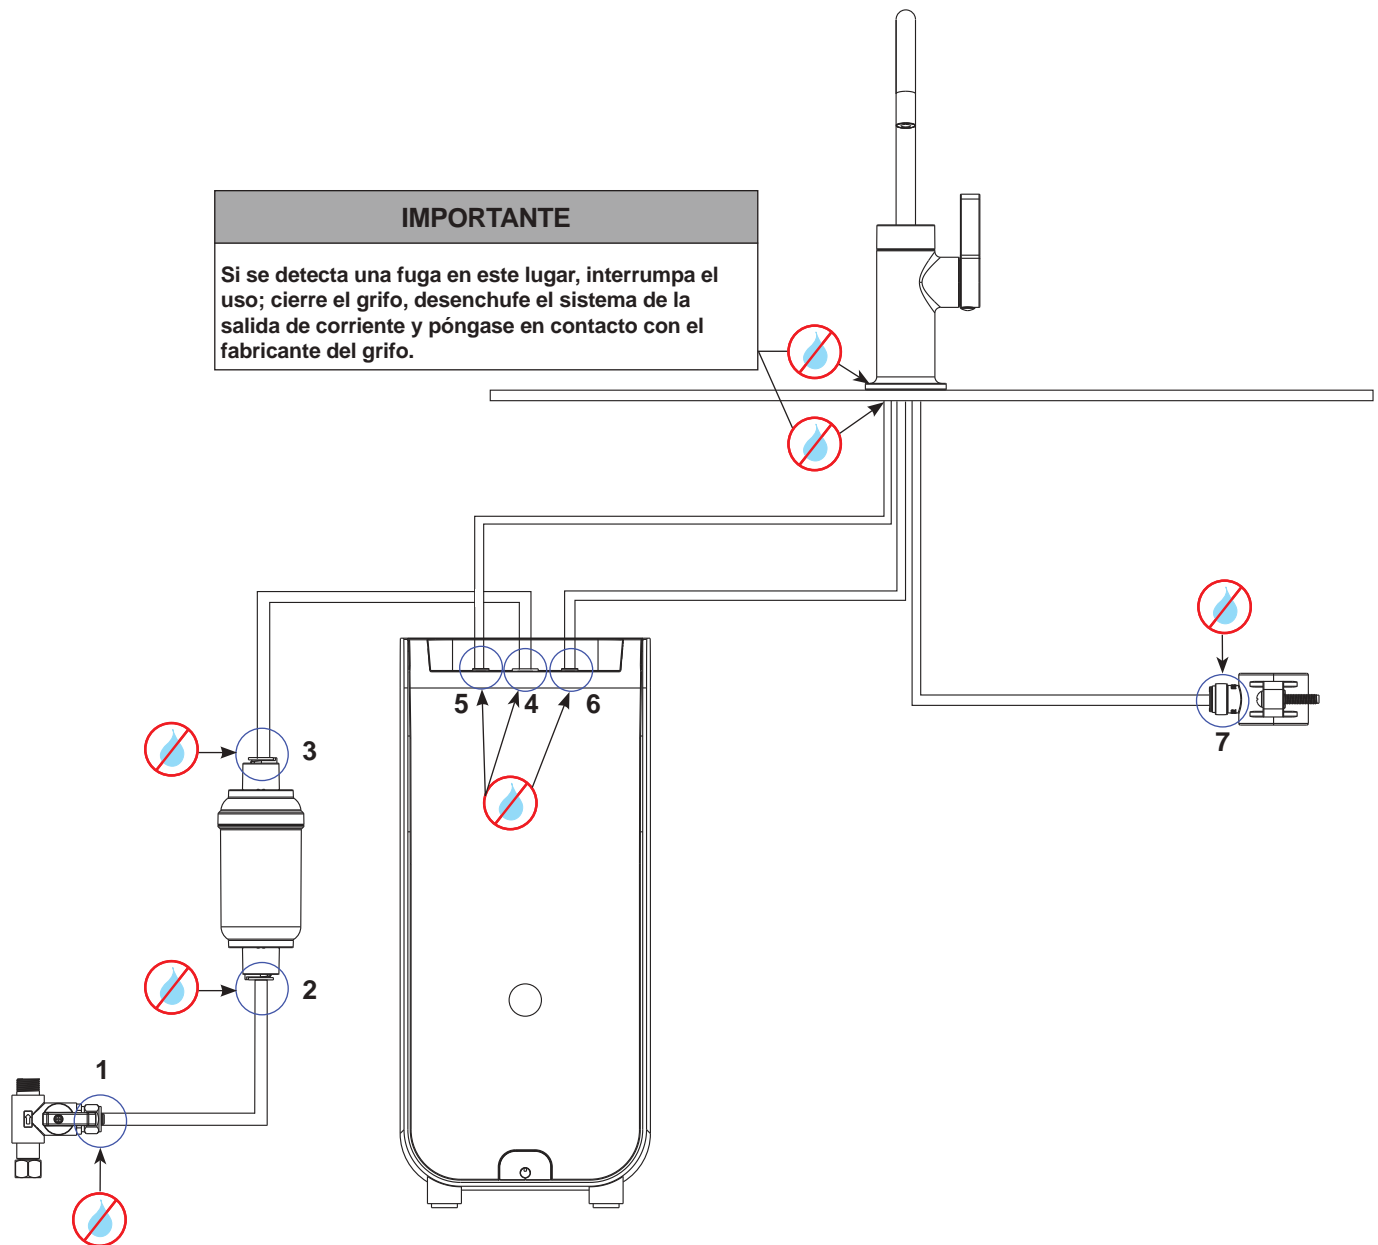 IMPORTANTE
Si se detecta una fuga en este lugar, interrumpa el
uso; cierre el grifo, desenchufe el sistema de la
salida de corriente y póngase en contacto con el
fabricante del grifo.
5
4
6
3
7
2
1